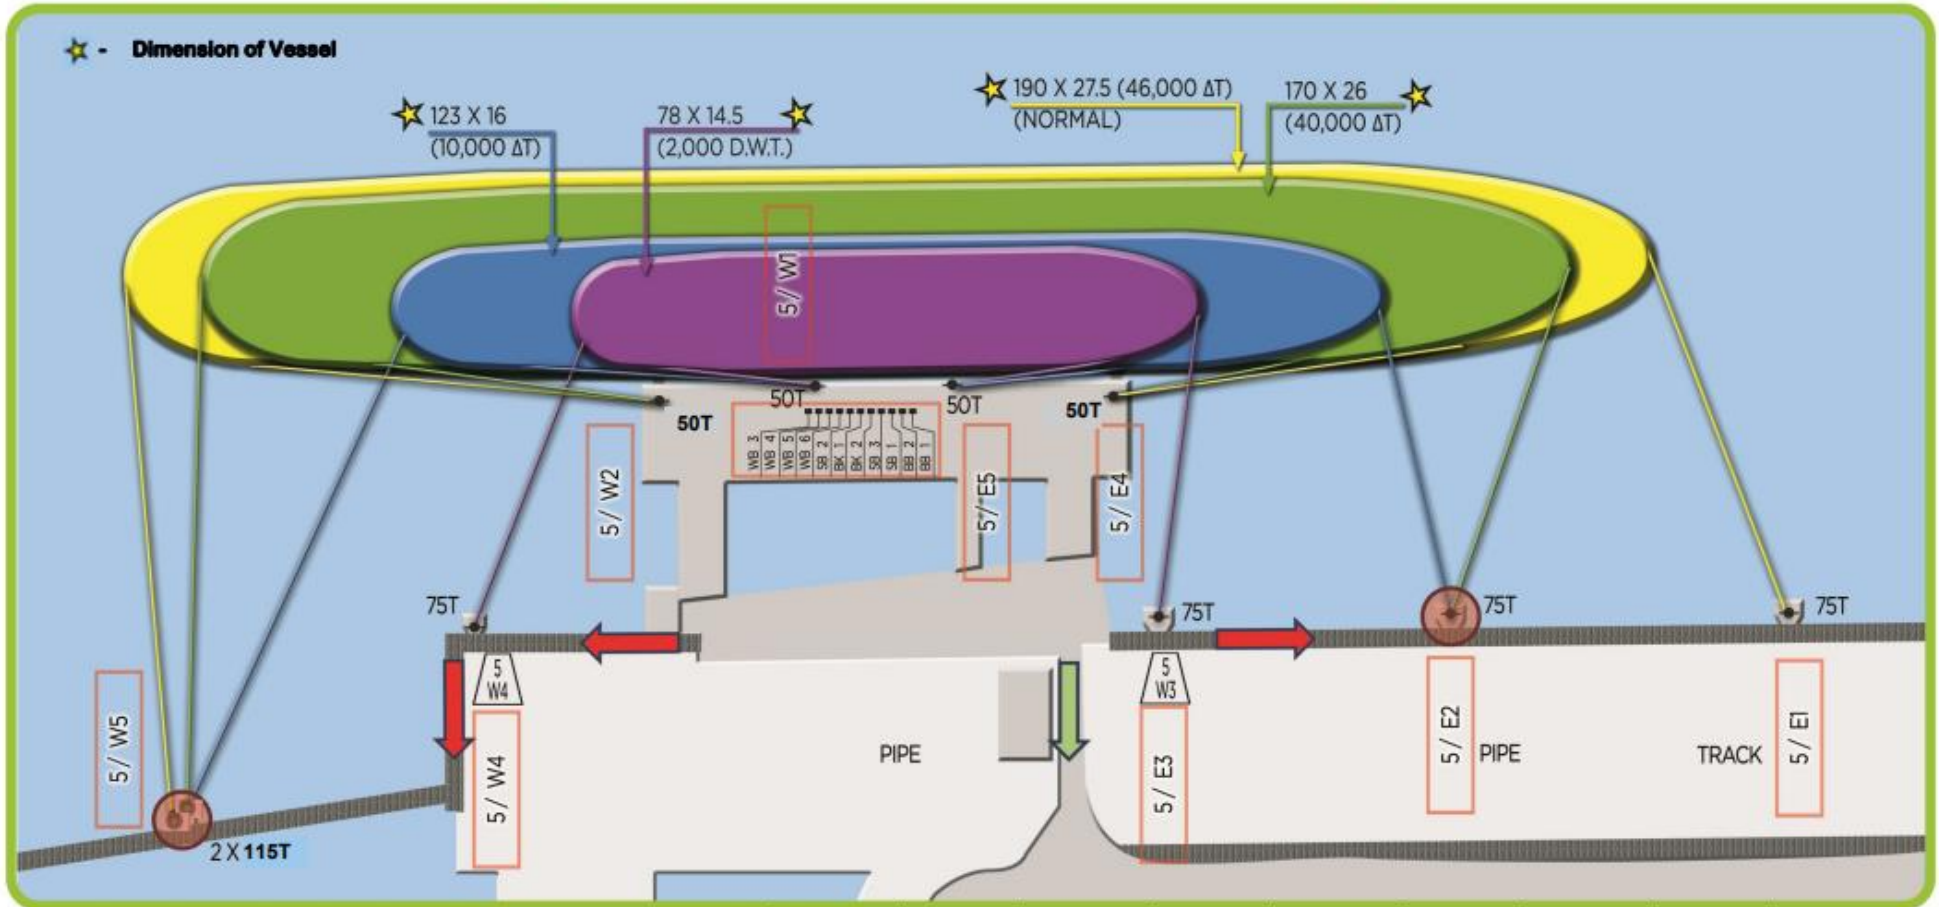 - Dimension of Vessel
123 X 16
(10,000 ΔT)
78 X 14.5
(2,000 D.W.T.)
190 X 27.5 (46,000 ΔT)
(NORMAL)
170 X 26
(40,000 ΔT)
5/ W1
50T
50T
50T
50T
WB 3
WB 4
WB 5
WB 6
SB 2
BK 1
BK 2
SB 3
SB 1
BB 2
BB 1
5/ W2
5/ E5
5/ E4
75T
75T
75T
75T
5
W4
5
W3
5/ W5
5/ W4
PIPE
5/ E3
5/ E2
PIPE
TRACK
5/ E1
2 X 115T